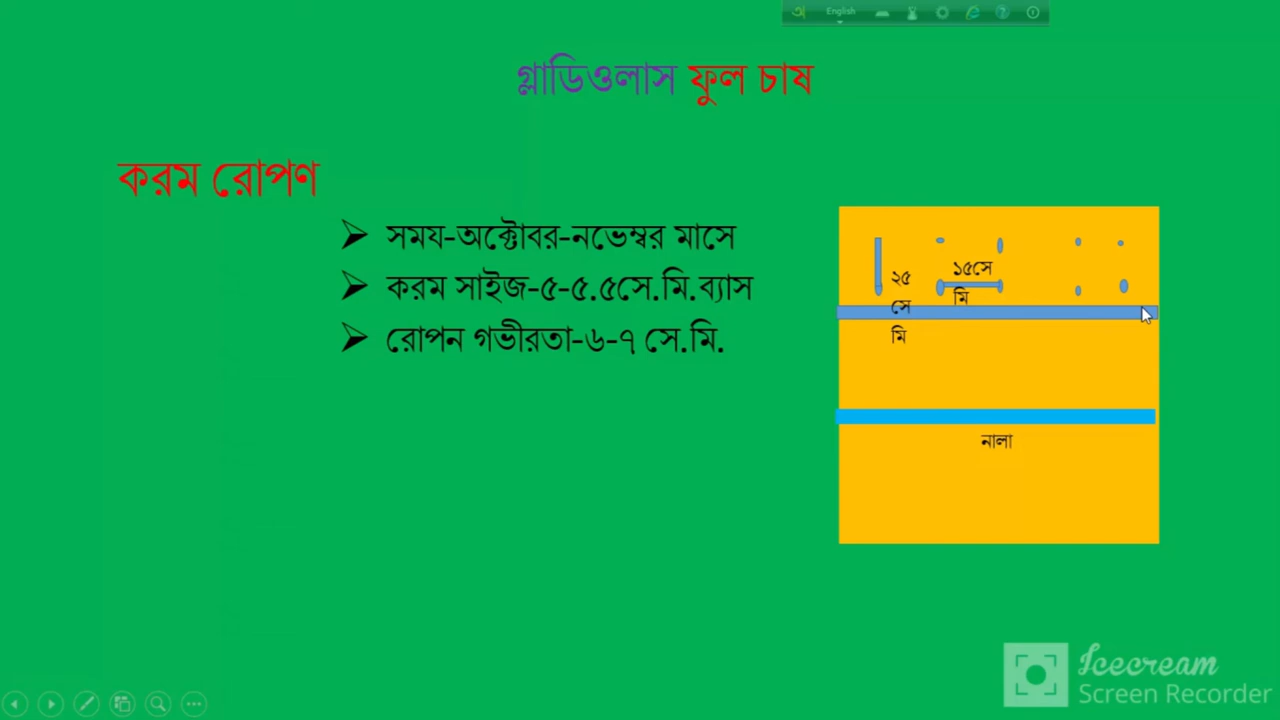 English
গ্লাডিওলাস ফুল চাষ
করম রোপণ
সময-অক্টোবর-নভেম্বর মাসে
করম সাইজ-৫-৫.৫সে.মি.ব্যাস
রোপন গভীরতা-৬-৭ সে.মি.
২৫
সে
মি
১৫সে
মি
নালা
Icecream
Screen Recorder